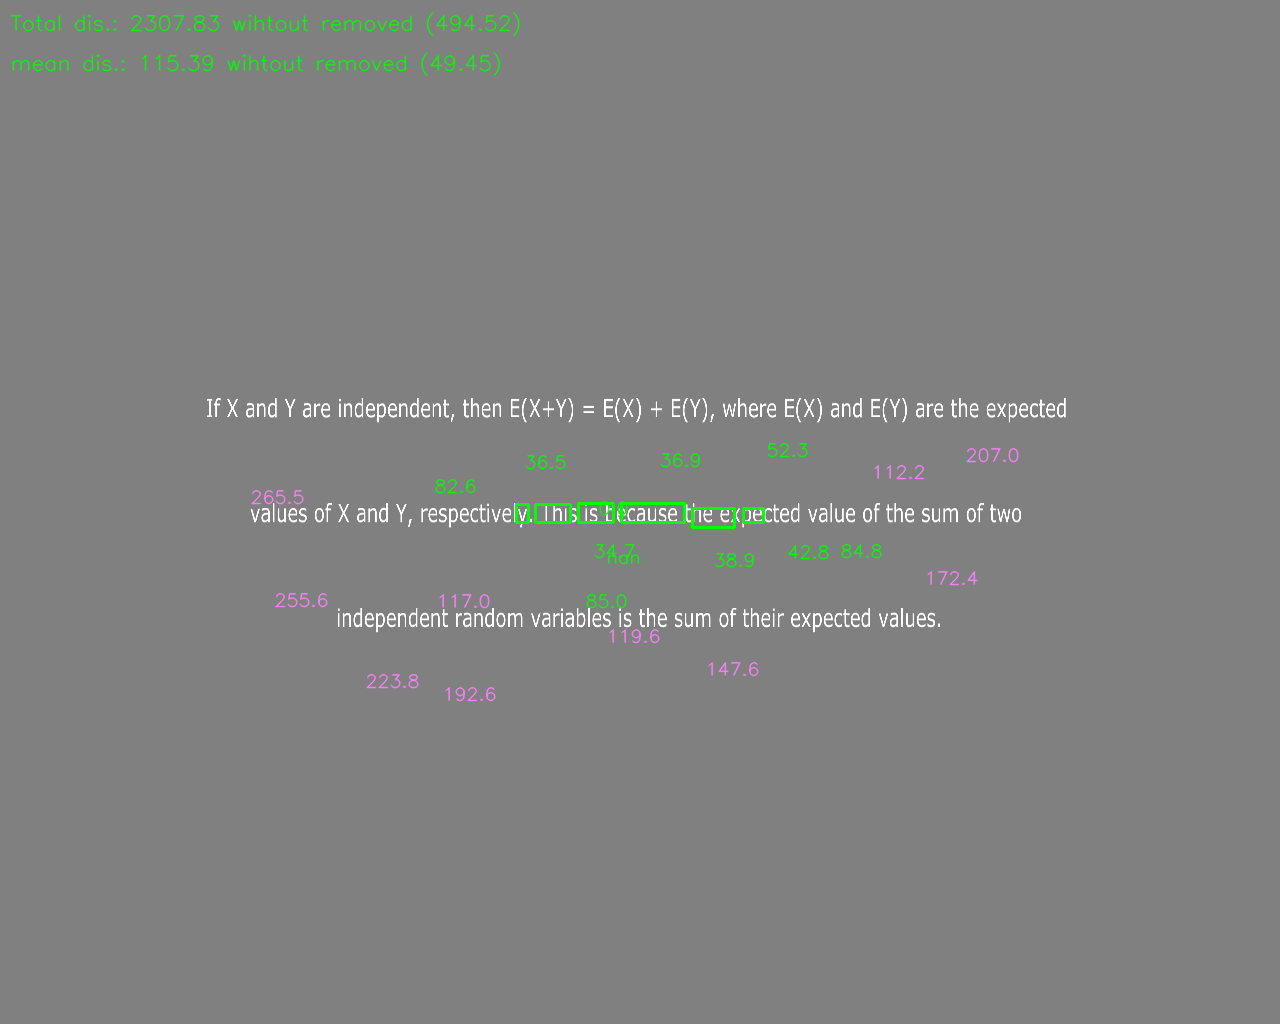 Total dis.: 2307.83 wihtout removed (494.52)
mean dis.: 115.39 wihtout removed (49.45)
If X and Y are independent, then E(X+Y) = E(X) + E(Y), where E(X) and E(Y) are the expected
36.5 36.9 52.3 207.0
82.6 112.2
265.5
values of X and Y, respectively. This is because the expected value of the sum of two
34.7 nan 38.9 42.8 84.8
172.4
255.6 117.0 85.0
independent random variables is the sum of their expected values.
119.6
147.6
223.8 192.6